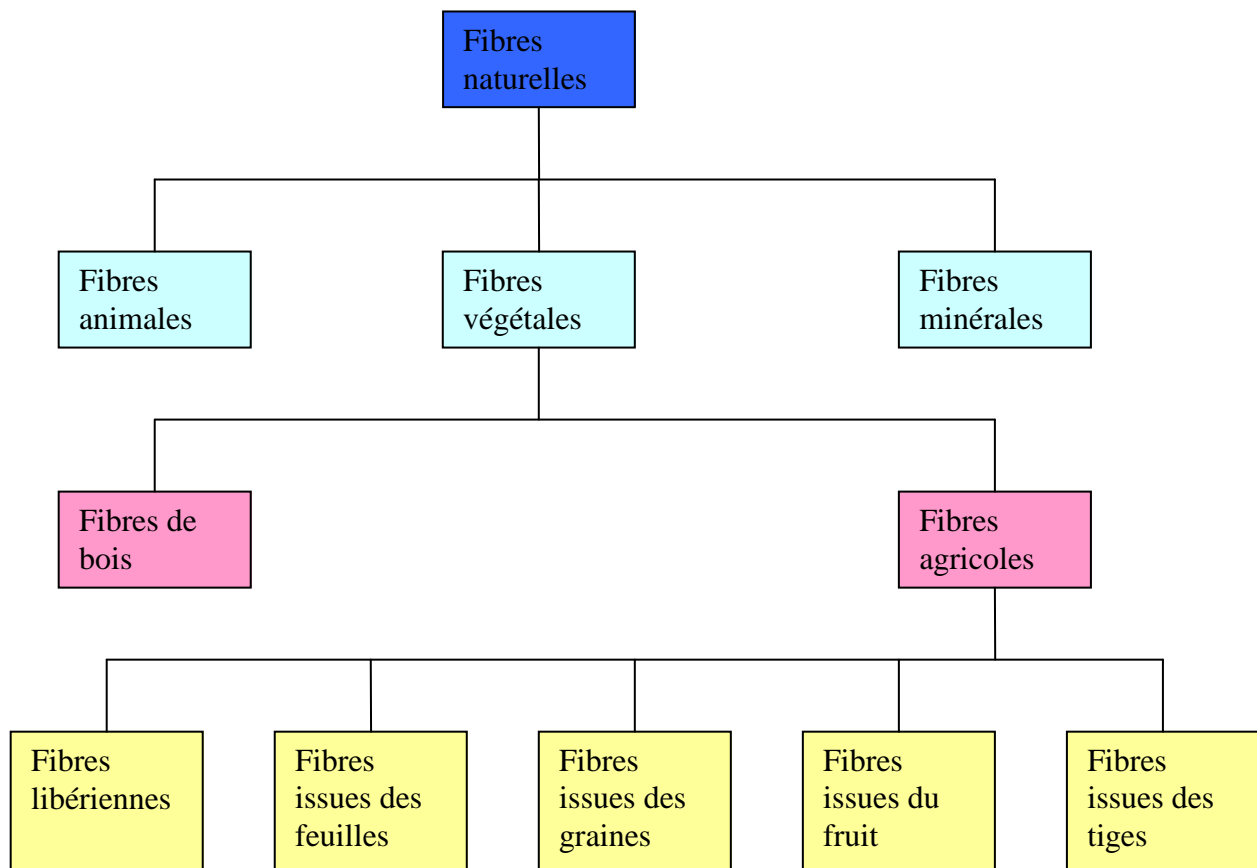 Fibres
naturelles
Fibres
animales
Fibres
végétales
Fibres
minérales
Fibres de
bois
Fibres
agricoles
Fibres
libériennes
Fibres
issues des
feuilles
Fibres
issues des
graines
Fibres
issues du
fruit
Fibres
issues des
tiges